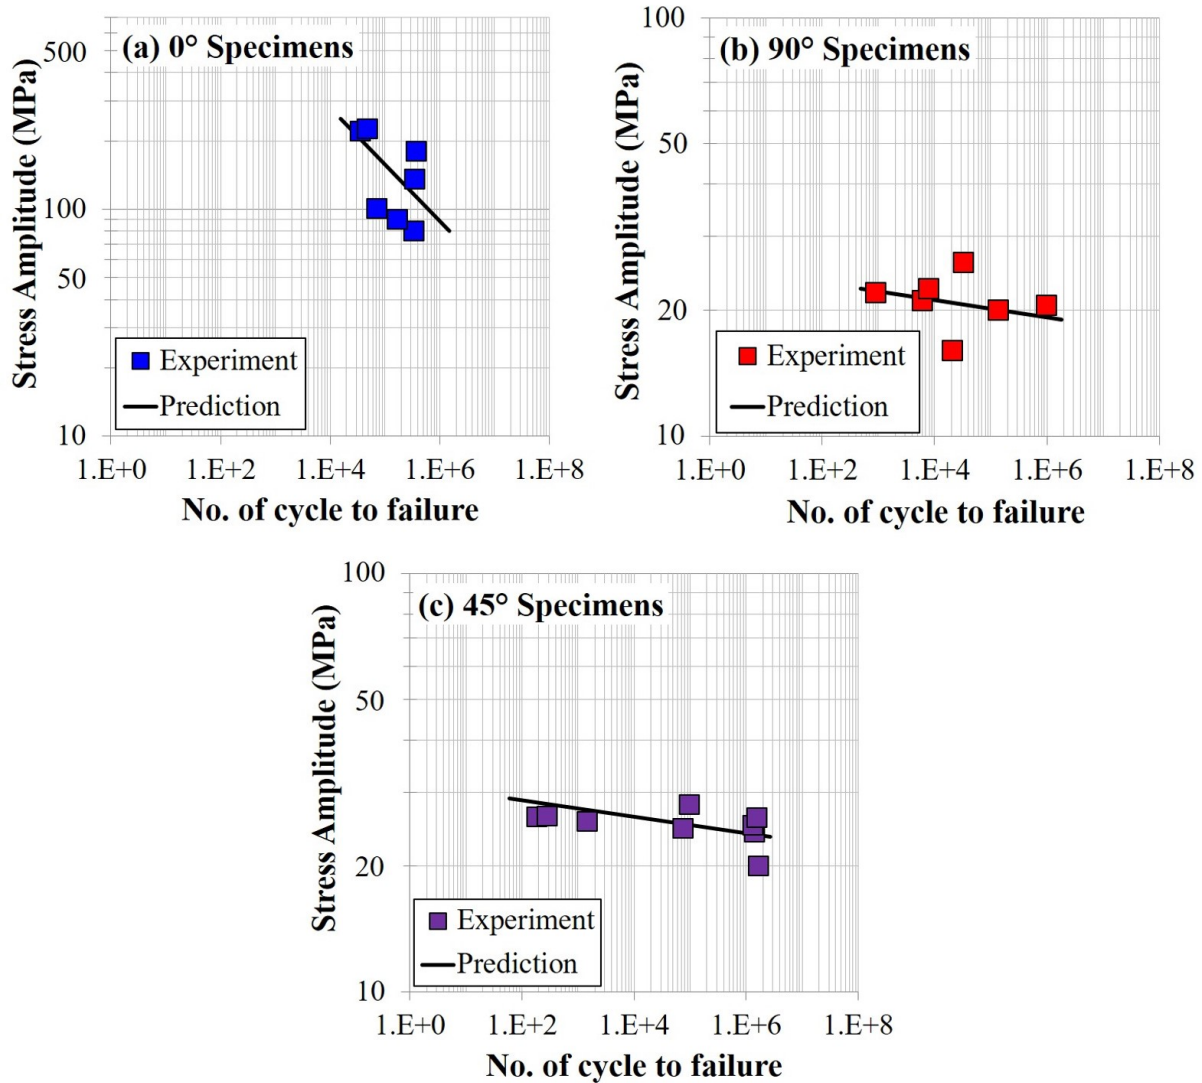 (a) 0° Specimens
Stress Amplitude (MPa)
500
100
50
10
Experiment
Prediction
1.E+0 1.E+2 1.E+4 1.E+6 1.E+8
No. of cycle to failure
(b) 90° Specimens
Stress Amplitude (MPa)
100
50
20
10
Experiment
Prediction
1.E+0 1.E+2 1.E+4 1.E+6 1.E+8
No. of cycle to failure
(c) 45° Specimens
Stress Amplitude (MPa)
100
50
20
10
Experiment
Prediction
1.E+0 1.E+2 1.E+4 1.E+6 1.E+8
No. of cycle to failure